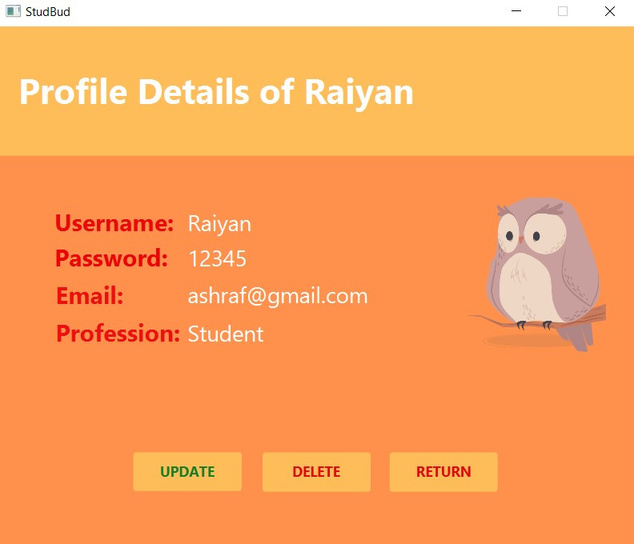 StudBud
Profile Details of Raiyan
Username: Raiyan
Password: 12345
Email: ashraf@gmail.com
Profession: Student
UPDATE DELETE RETURN